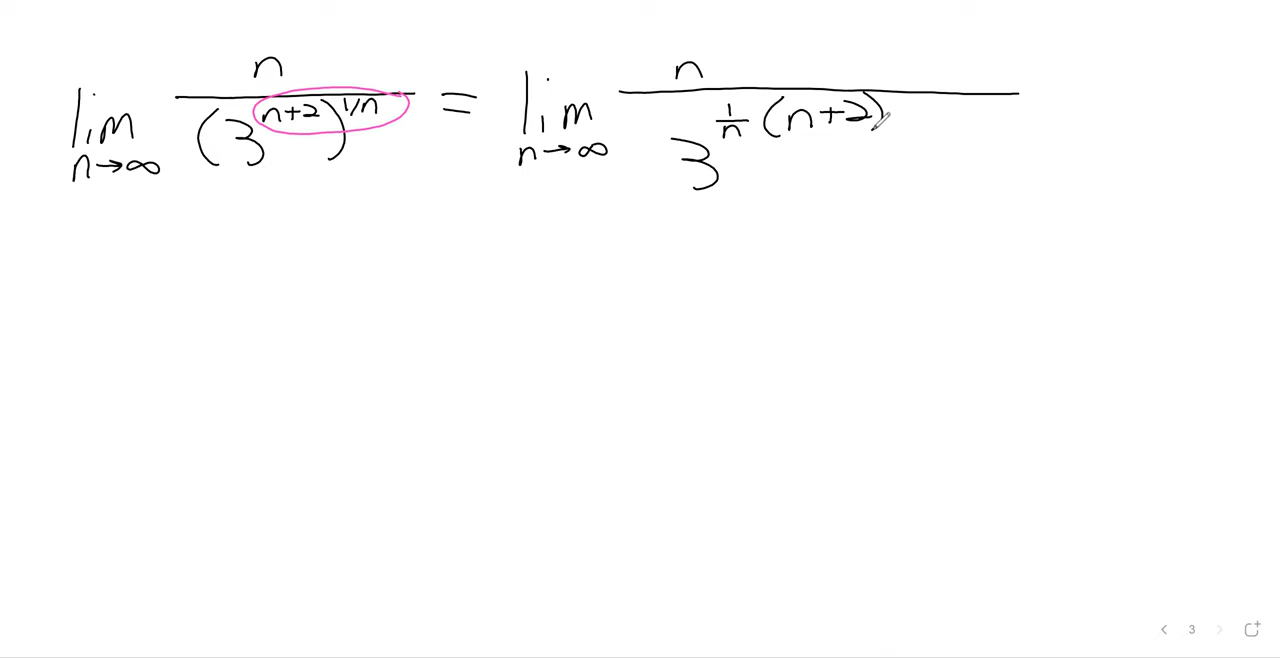 lim n→∞ n / (3^(n+2))^(1/n) = lim n→∞ n / 3^(1/n (n+2))
3